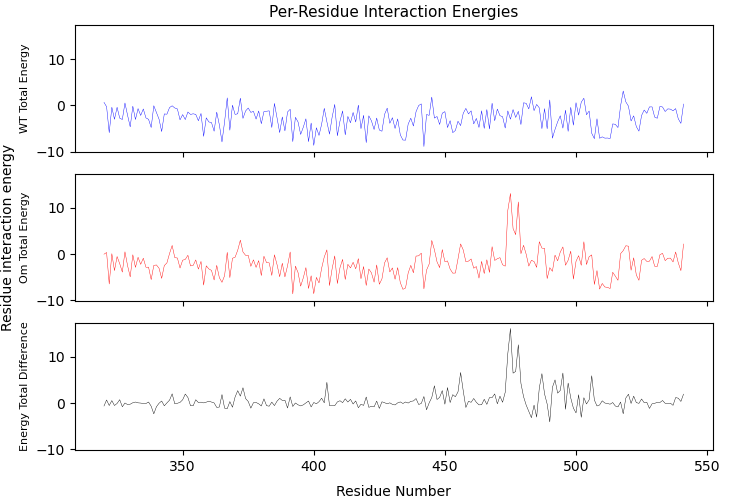 Per-Residue Interaction Energies
Residue interaction energy
WT Total Energy
10
0
−10
Om Total Energy
10
0
−10
Energy Total Difference
10
0
−10
350
400
450
500
550
Residue Number